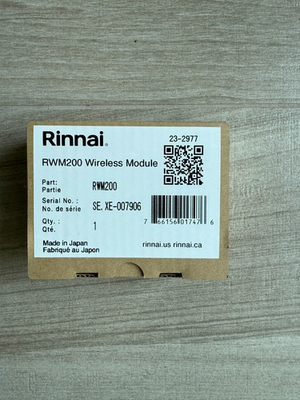 Rinnai®
23-2977
RWM200 Wireless Module
Part:
Partie
RWM200
Serial No. :
No. de série
SE. XE-007906
Qty. :
Qté.
1
7 66156 01747 6
Made in Japan
Fabriqué au Japon
rinnai.us rinnai.ca